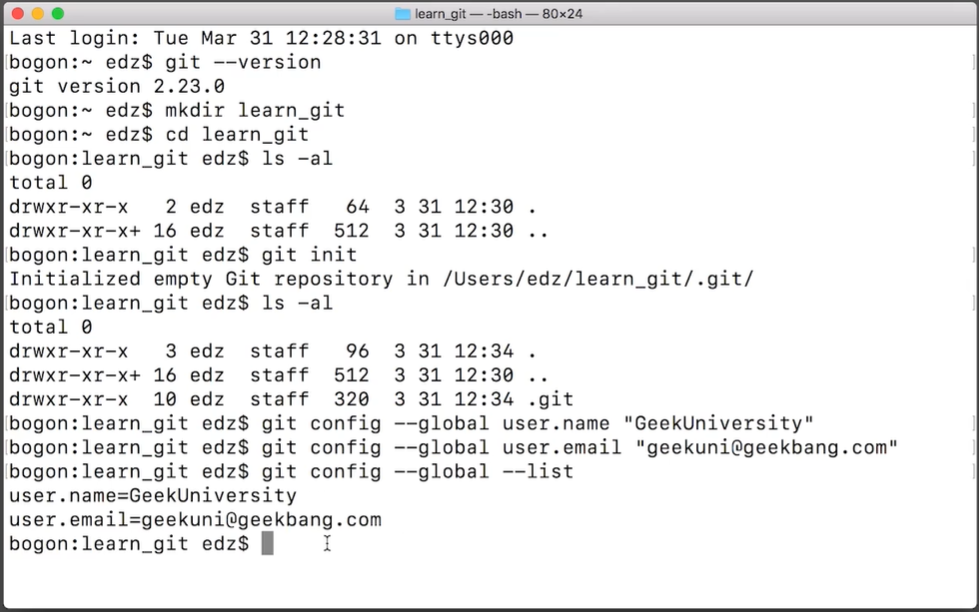 learn_git — -bash — 80×24
Last login: Tue Mar 31 12:28:31 on ttys000
bogon:~ edz$ git --version
git version 2.23.0
bogon:~ edz$ mkdir learn_git
bogon:~ edz$ cd learn_git
bogon:learn_git edz$ ls -al
total 0
drwxr-xr-x   2 edz  staff   64  3 31 12:30 .
drwxr-xr-x+ 16 edz  staff  512  3 31 12:30 ..
bogon:learn_git edz$ git init
Initialized empty Git repository in /Users/edz/learn_git/.git/
bogon:learn_git edz$ ls -al
total 0
drwxr-xr-x   3 edz  staff   96  3 31 12:34 .
drwxr-xr-x+ 16 edz  staff  512  3 31 12:30 ..
drwxr-xr-x  10 edz  staff  320  3 31 12:34 .git
bogon:learn_git edz$ git config --global user.name "GeekUniversity"
bogon:learn_git edz$ git config --global user.email "geekuni@geekbang.com"
bogon:learn_git edz$ git config --global --list
user.name=GeekUniversity
user.email=geekuni@geekbang.com
bogon:learn_git edz$